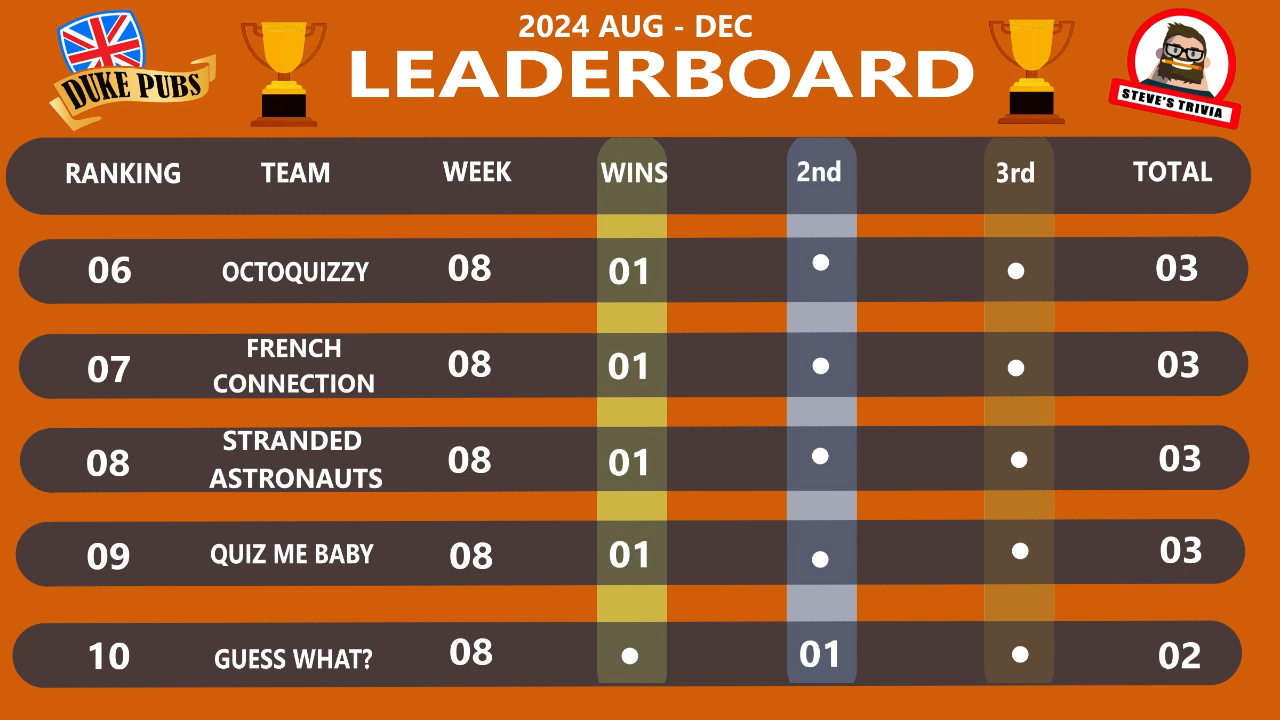 2024 AUG - DEC
LEADERBOARD
DUKE PUBS
STEVE'S TRIVIA
RANKING TEAM WEEK WINS 2nd 3rd TOTAL
06 OCTOQUIZZY 08 01 • • 03
07 FRENCH CONNECTION 08 01 • • 03
08 STRANDED ASTRONAUTS 08 01 • • 03
09 QUIZ ME BABY 08 01 • • 03
10 GUESS WHAT? 08 • 01 • 02